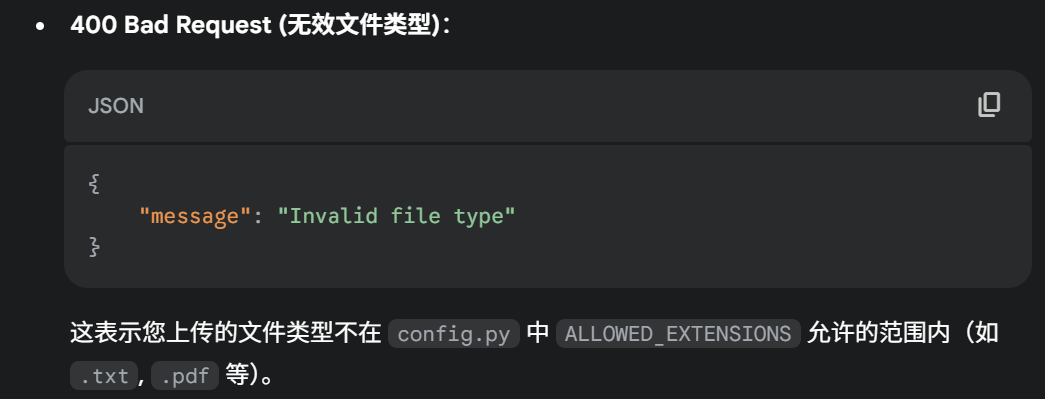 • 400 Bad Request (无效文件类型)：
JSON
{
"message": "Invalid file type"
}
这表示您上传的文件类型不在 config.py 中 ALLOWED_EXTENSIONS 允许的范围内（如
.txt, .pdf 等）。